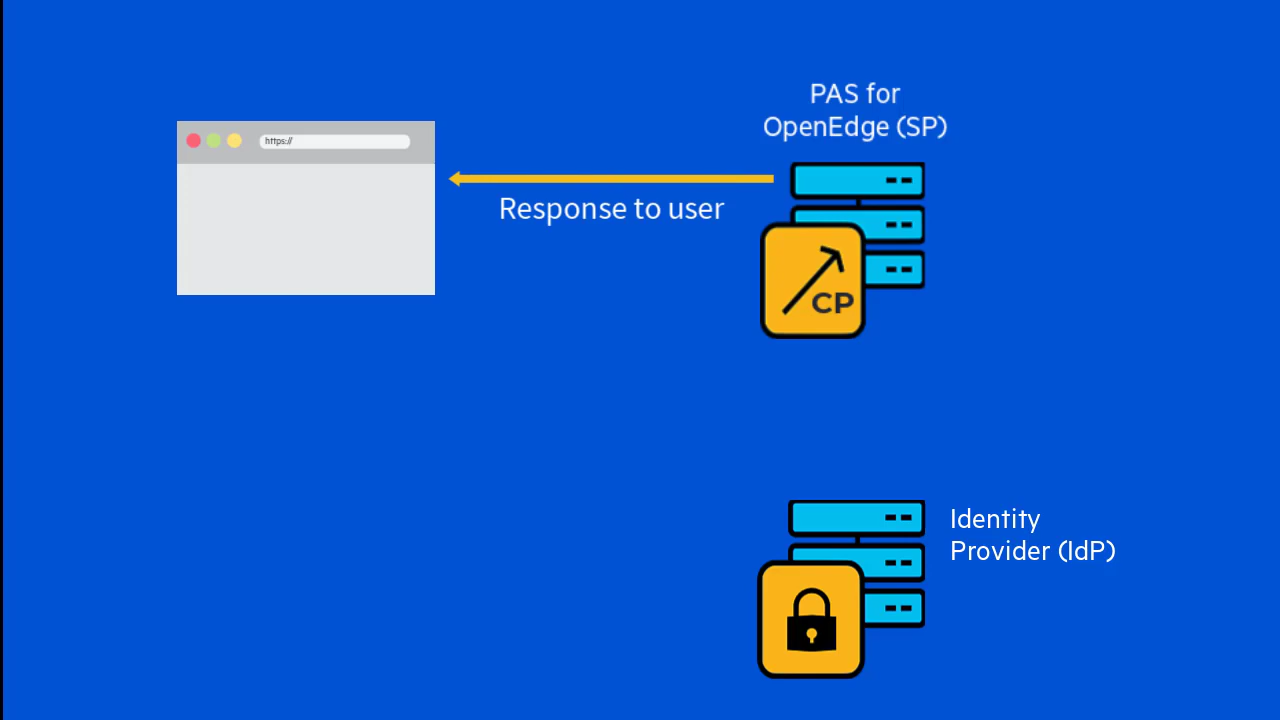 PAS for
OpenEdge (SP)
https://
Response to user
CP
Identity
Provider (IdP)